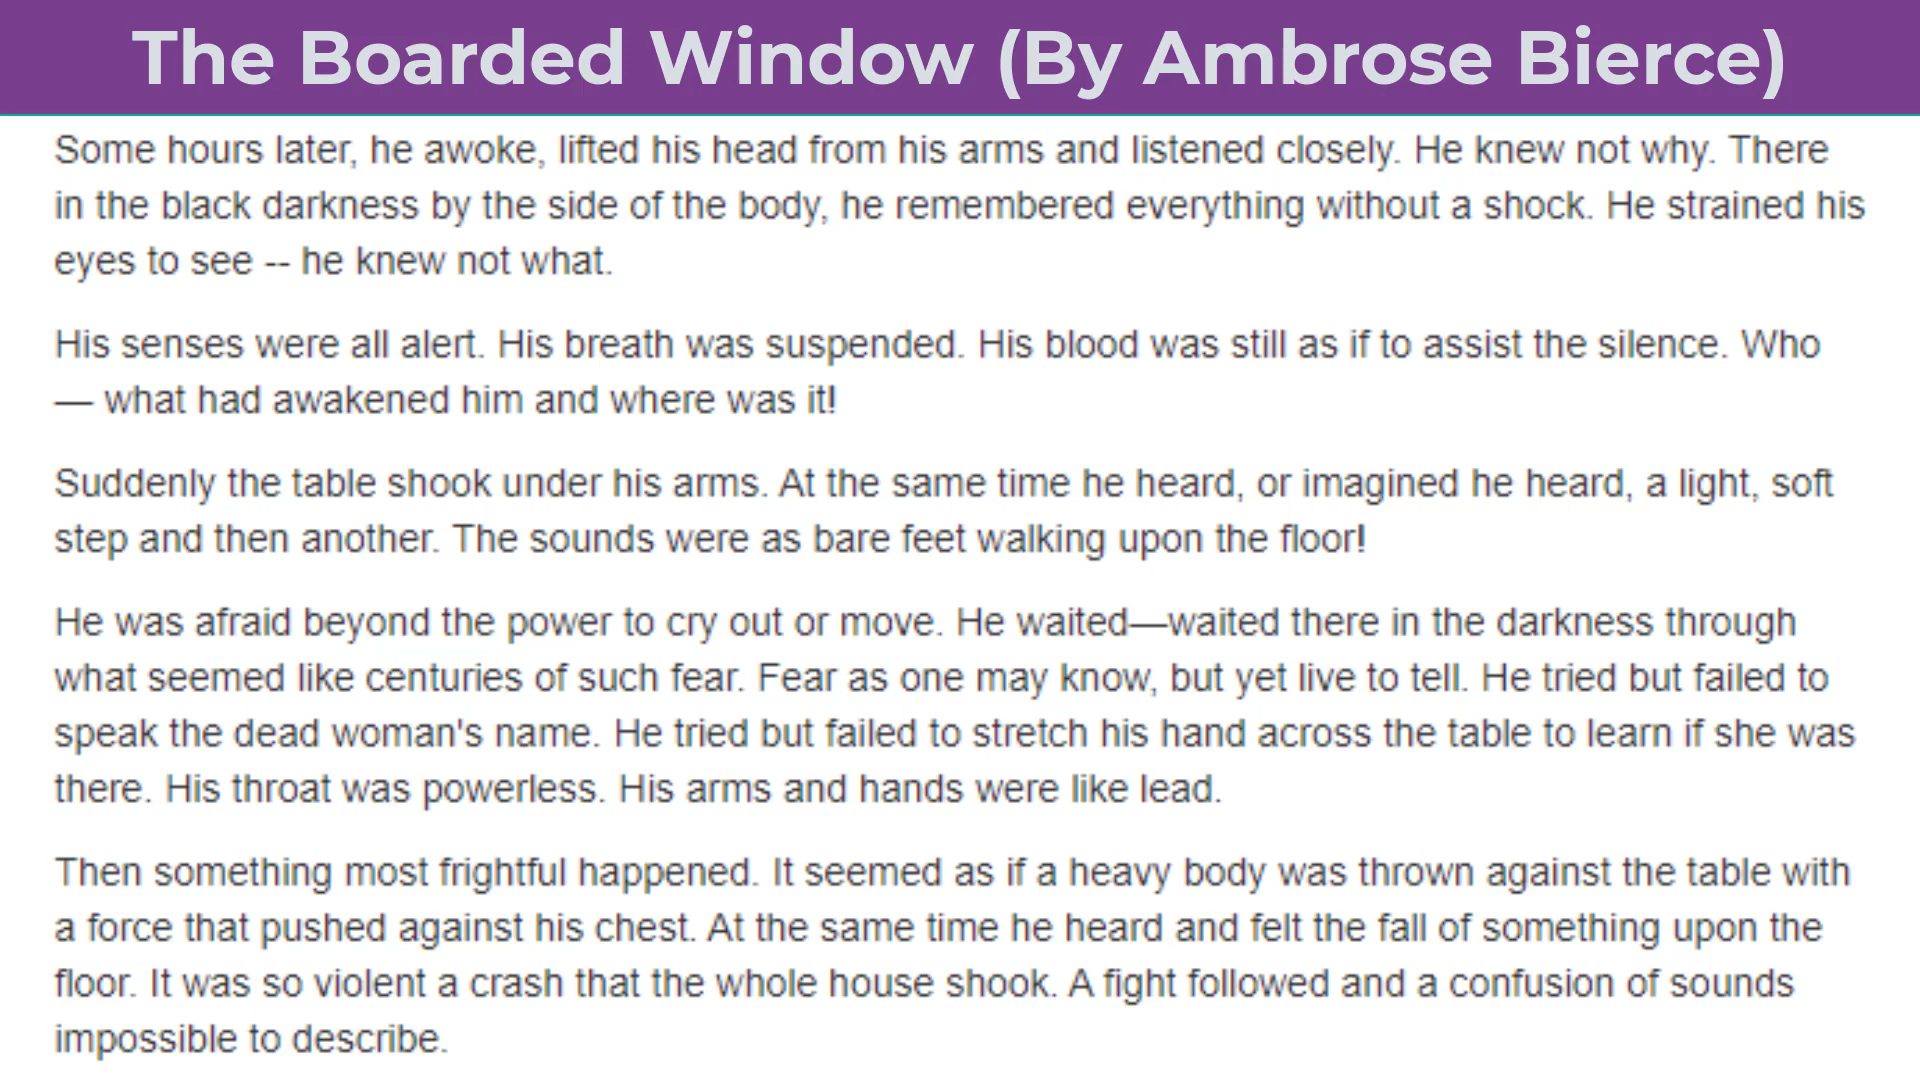 The Boarded Window (By Ambrose Bierce)
Some hours later, he awoke, lifted his head from his arms and listened closely. He knew not why. There
in the black darkness by the side of the body, he remembered everything without a shock. He strained his
eyes to see -- he knew not what.
His senses were all alert. His breath was suspended. His blood was still as if to assist the silence. Who
— what had awakened him and where was it!
Suddenly the table shook under his arms. At the same time he heard, or imagined he heard, a light, soft
step and then another. The sounds were as bare feet walking upon the floor!
He was afraid beyond the power to cry out or move. He waited—waited there in the darkness through
what seemed like centuries of such fear. Fear as one may know, but yet live to tell. He tried but failed to
speak the dead woman's name. He tried but failed to stretch his hand across the table to learn if she was
there. His throat was powerless. His arms and hands were like lead.
Then something most frightful happened. It seemed as if a heavy body was thrown against the table with
a force that pushed against his chest. At the same time he heard and felt the fall of something upon the
floor. It was so violent a crash that the whole house shook. A fight followed and a confusion of sounds
impossible to describe.